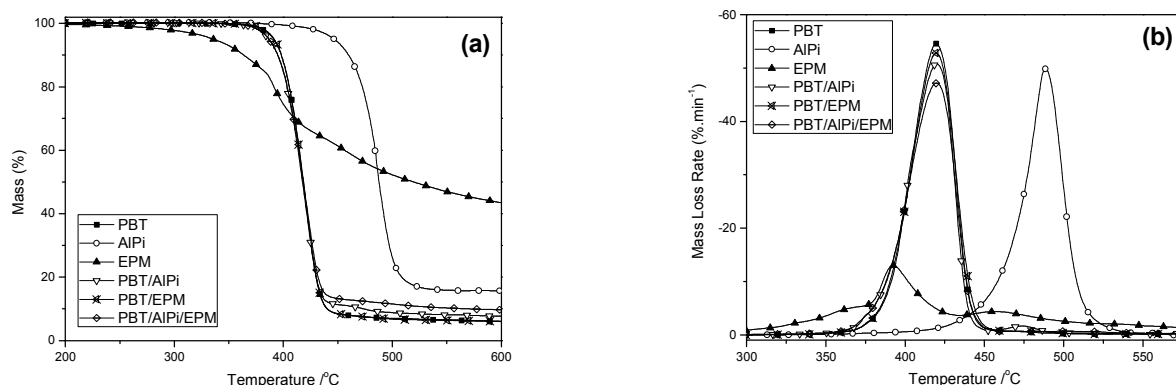 100
80
60
40
20
0
200
300
400
500
600
Mass (%)
Temperature /°C
(a)
PBT
AlPi
EPM
PBT/AlPi
PBT/EPM
PBT/AlPi/EPM
-60
-40
-20
0
300
350
400
450
500
550
Mass Loss Rate (%.min⁻¹)
Temperature /°C
(b)
PBT
AlPi
EPM
PBT/AlPi
PBT/EPM
PBT/AlPi/EPM